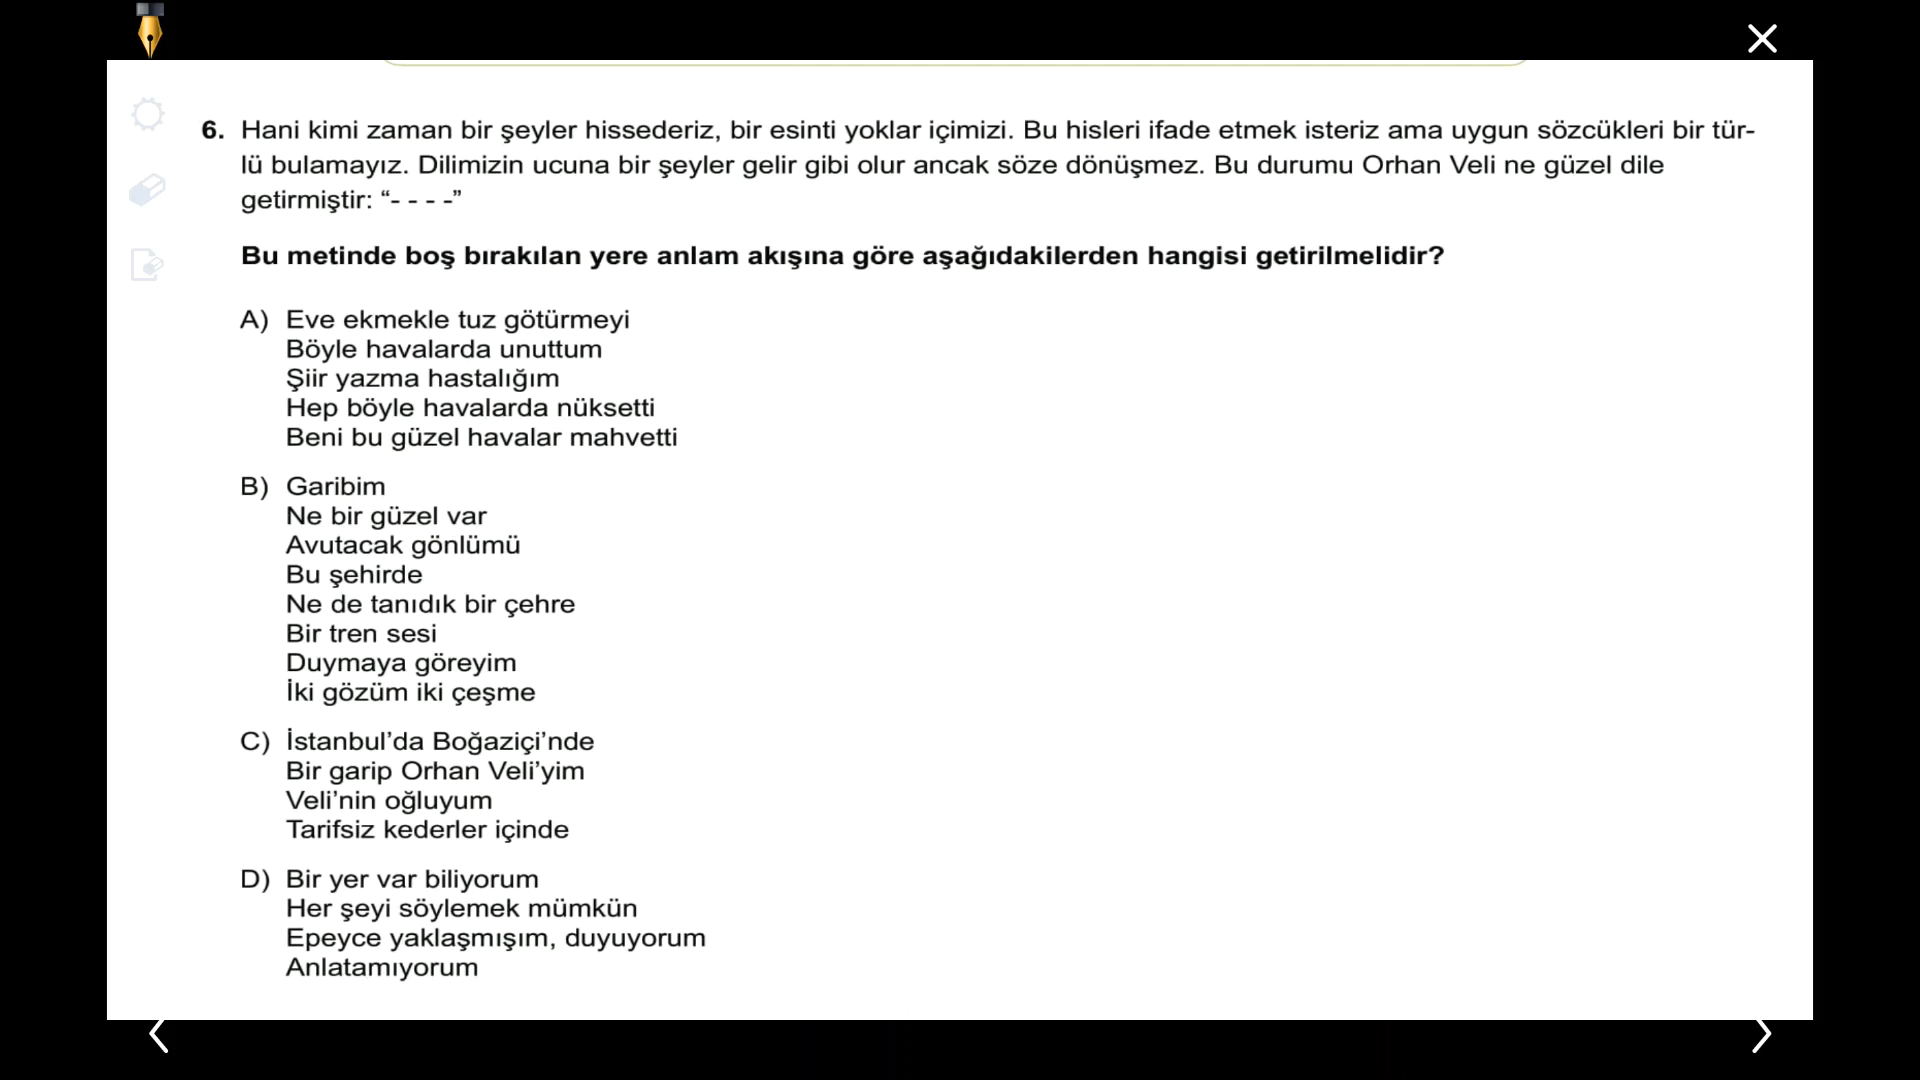 6. Hani kimi zaman bir şeyler hissederiz, bir esinti yoklar içimizi. Bu hisleri ifade etmek isteriz ama uygun sözcükleri bir tür-
lü bulamayız. Dilimizin ucuna bir şeyler gelir gibi olur ancak söze dönüşmez. Bu durumu Orhan Veli ne güzel dile
getirmiştir: “- - - -”
Bu metinde boş bırakılan yere anlam akışına göre aşağıdakilerden hangisi getirilmelidir?
A) Eve ekmekle tuz götürmeyi
Böyle havalarda unuttum
Şiir yazma hastalığım
Hep böyle havalarda nüksetti
Beni bu güzel havalar mahvetti
B) Garibim
Ne bir güzel var
Avutacak gönlümü
Bu şehirde
Ne de tanıdık bir çehre
Bir tren sesi
Duymaya göreyim
İki gözüm iki çeşme
C) İstanbul’da Boğaziçi’nde
Bir garip Orhan Veli’yim
Veli’nin oğluyum
Tarifsiz kederler içinde
D) Bir yer var biliyorum
Her şeyi söylemek mümkün
Epeyce yaklaşmışım, duyuyorum
Anlatamıyorum